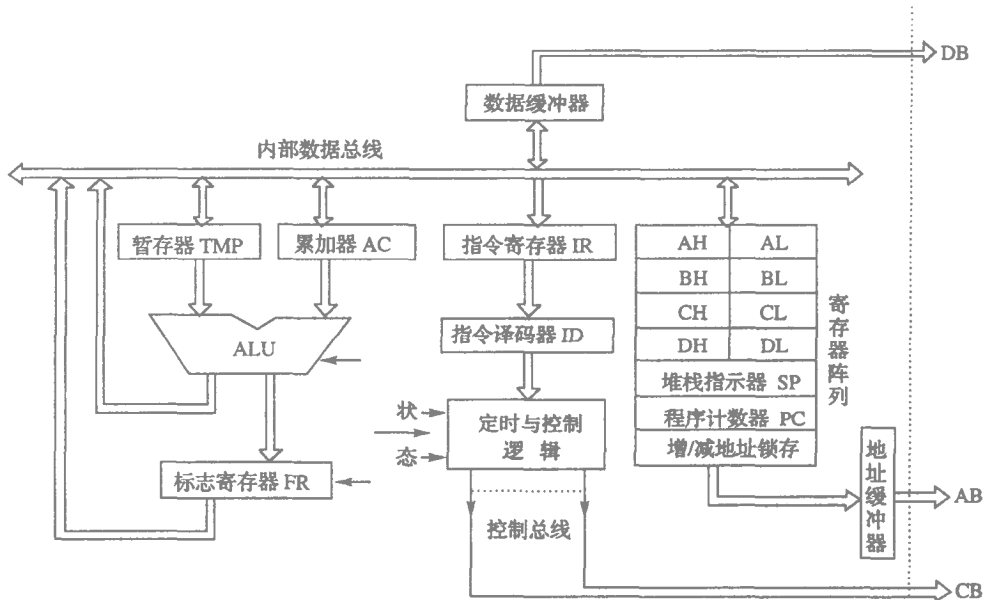 DB
数据缓冲器
内部数据总线
暂存器 TMP
累加器 AC
指令寄存器 IR
AH
AL
BH
BL
CH
CL
DH
DL
堆栈指示器 SP
程序计数器 PC
增/减地址锁存
寄存器阵列
ALU
指令译码器 ID
状态
定时与控制
逻辑
标志寄存器 FR
控制总线
地址缓冲器
AB
CB